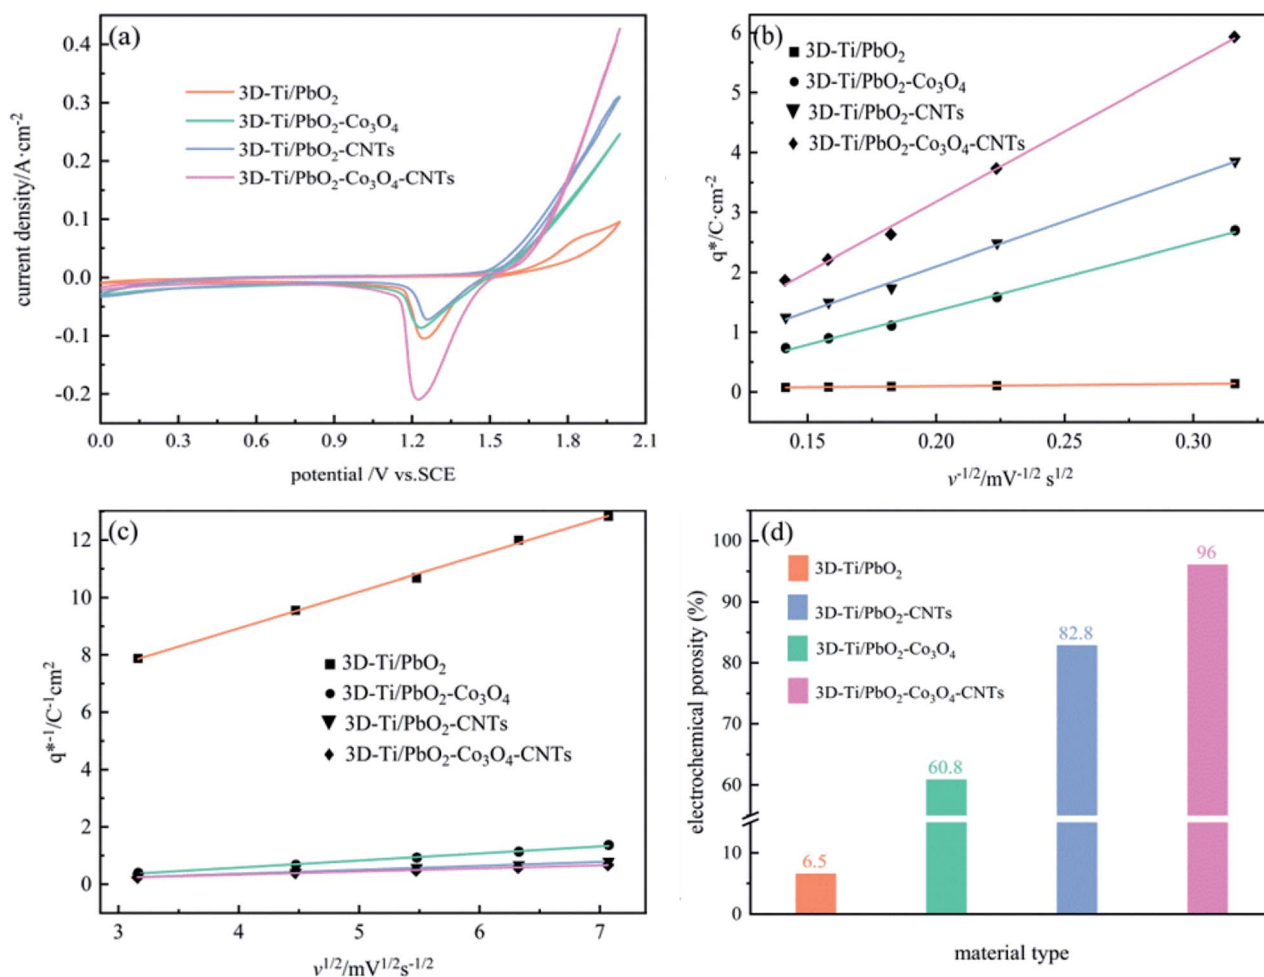 (a)
3D-Ti/PbO₂
3D-Ti/PbO₂-Co₃O₄
3D-Ti/PbO₂-CNTs
3D-Ti/PbO₂-Co₃O₄-CNTs
current density/A·cm⁻²
0.4
0.3
0.2
0.1
0.0
-0.1
-0.2
0.0 0.3 0.6 0.9 1.2 1.5 1.8 2.1
potential /V vs.SCE
(b)
3D-Ti/PbO₂
3D-Ti/PbO₂-Co₃O₄
3D-Ti/PbO₂-CNTs
3D-Ti/PbO₂-Co₃O₄-CNTs
q*/C·cm⁻²
6
5
4
3
2
1
0
0.15 0.20 0.25 0.30
v⁻¹/²/mV⁻¹/² s¹/²
(c)
3D-Ti/PbO₂
3D-Ti/PbO₂-Co₃O₄
3D-Ti/PbO₂-CNTs
3D-Ti/PbO₂-Co₃O₄-CNTs
q*⁻¹/C⁻¹cm²
12
10
8
6
4
2
0
3 4 5 6 7
v¹/²/mV¹/²s⁻¹/²
(d)
3D-Ti/PbO₂
3D-Ti/PbO₂-CNTs
3D-Ti/PbO₂-Co₃O₄
3D-Ti/PbO₂-Co₃O₄-CNTs
electrochemical porosity (%)
100
90
80
70
60
10
0
6.5
60.8
82.8
96
material type